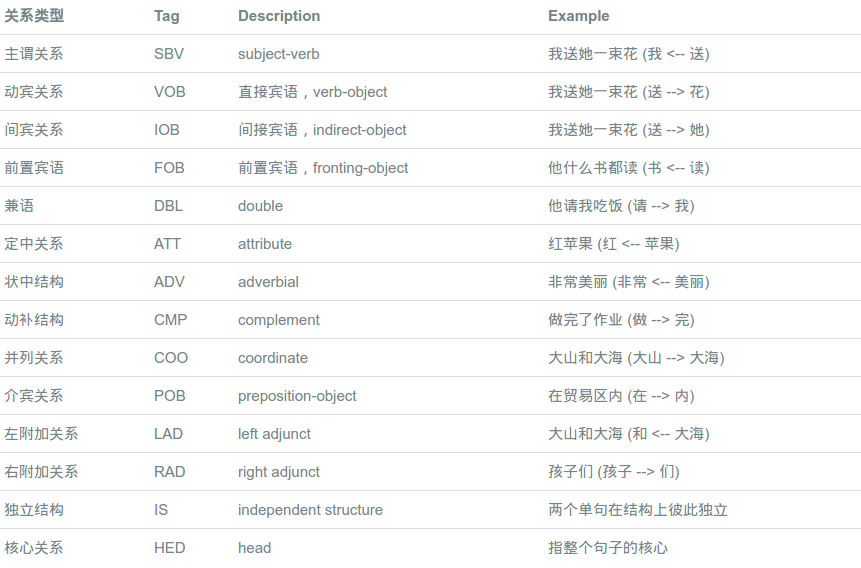 关系类型 Tag Description Example
主谓关系 SBV subject-verb 我送她一束花 (我 <-- 送)
动宾关系 VOB 直接宾语，verb-object 我送她一束花 (送 --> 花)
间宾关系 IOB 间接宾语，indirect-object 我送她一束花 (送 --> 她)
前置宾语 FOB 前置宾语，fronting-object 他什么书都读 (书 <-- 读)
兼语 DBL double 他请我吃饭 (请 --> 我)
定中关系 ATT attribute 红苹果 (红 <-- 苹果)
状中结构 ADV adverbial 非常美丽 (非常 <-- 美丽)
动补结构 CMP complement 做完了作业 (做 --> 完)
并列关系 COO coordinate 大山和大海 (大山 --> 大海)
介宾关系 POB preposition-object 在贸易区内 (在 --> 内)
左附加关系 LAD left adjunct 大山和大海 (和 <-- 大海)
右附加关系 RAD right adjunct 孩子们 (孩子 --> 们)
独立结构 IS independent structure 两个单句在结构上彼此独立
核心关系 HED head 指整个句子的核心